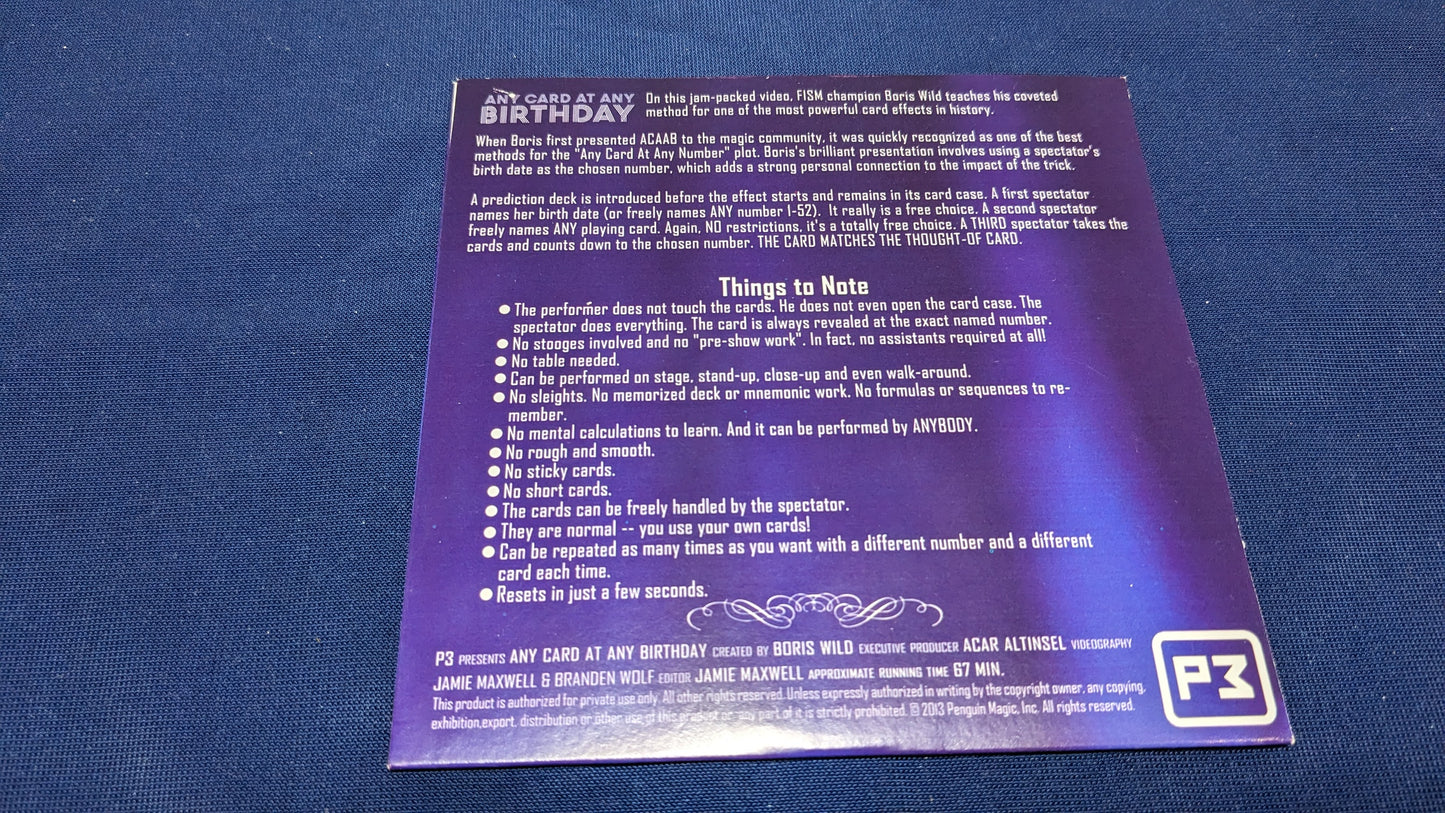 ANY CARD AT ANY
BIRTHDAY
On this jam-packed video, FISM champion Boris Wild teaches his coveted
method for one of the most powerful card effects in history.
When Boris first presented ACAAB to the magic community, it was quickly recognized as one of the best
methods for the "Any Card At Any Number" plot. Boris's brilliant presentation involves using a spectator's
birth date as the chosen number, which adds a strong personal connection to the impact of the trick.
A prediction deck is introduced before the effect starts and remains in its card case. A first spectator
names her birth date (or freely names ANY number 1-52). It really is a free choice. A second spectator
freely names ANY playing card. Again, NO restrictions, it's a totally free choice. A THIRD spectator takes the
cards and counts down to the chosen number. THE CARD MATCHES THE THOUGHT-OF CARD.
Things to Note
● The performer does not touch the cards. He does not even open the card case. The
spectator does everything. The card is always revealed at the exact named number.
● No stooges involved and no "pre-show work". In fact, no assistants required at all!
● No table needed.
● Can be performed on stage, stand-up, close-up and even walk-around.
● No sleights. No memorized deck or mnemonic work. No formulas or sequences to re-
member.
● No mental calculations to learn. And it can be performed by ANYBODY.
● No rough and smooth.
● No sticky cards.
● No short cards.
● The cards can be freely handled by the spectator.
● They are normal -- you use your own cards!
● Can be repeated as many times as you want with a different number and a different
card each time.
● Resets in just a few seconds.
P3 PRESENTS ANY CARD AT ANY BIRTHDAY CREATED BY BORIS WILD EXECUTIVE PRODUCER ACAR ALTINSEL VIDEOGRAPHY
JAMIE MAXWELL & BRANDEN WOLF EDITOR JAMIE MAXWELL APPROXIMATE RUNNING TIME 67 MIN.
This product is authorized for private use only. All other rights reserved. Unless expressly authorized in writing by the copyright owner, any copying,
exhibition,export, distribution or other use of this product or any part of it is strictly prohibited. ℗ 2013 Penguin Magic, Inc. All rights reserved.
P3